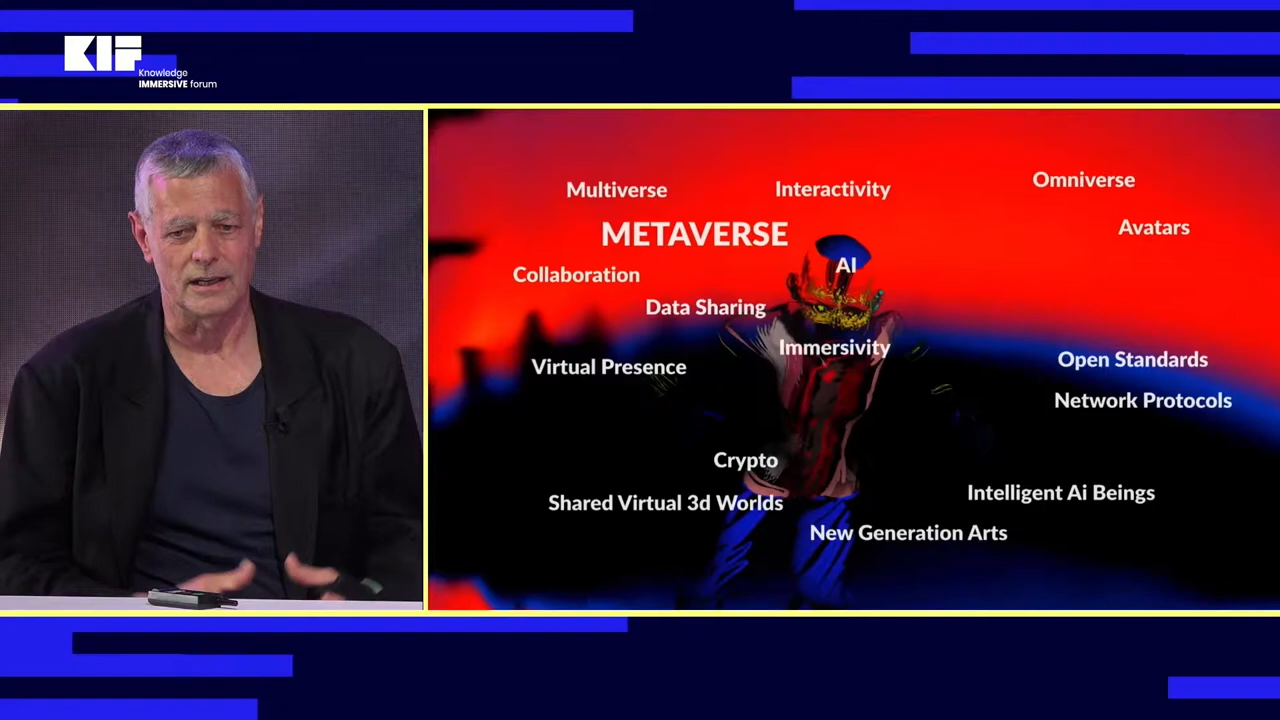 KIF
Knowledge
IMMERSIVE forum
Multiverse
Interactivity
Omniverse
METAVERSE
Avatars
AI
Collaboration
Data Sharing
Immersivity
Virtual Presence
Open Standards
Network Protocols
Crypto
Shared Virtual 3d Worlds
Intelligent Ai Beings
New Generation Arts